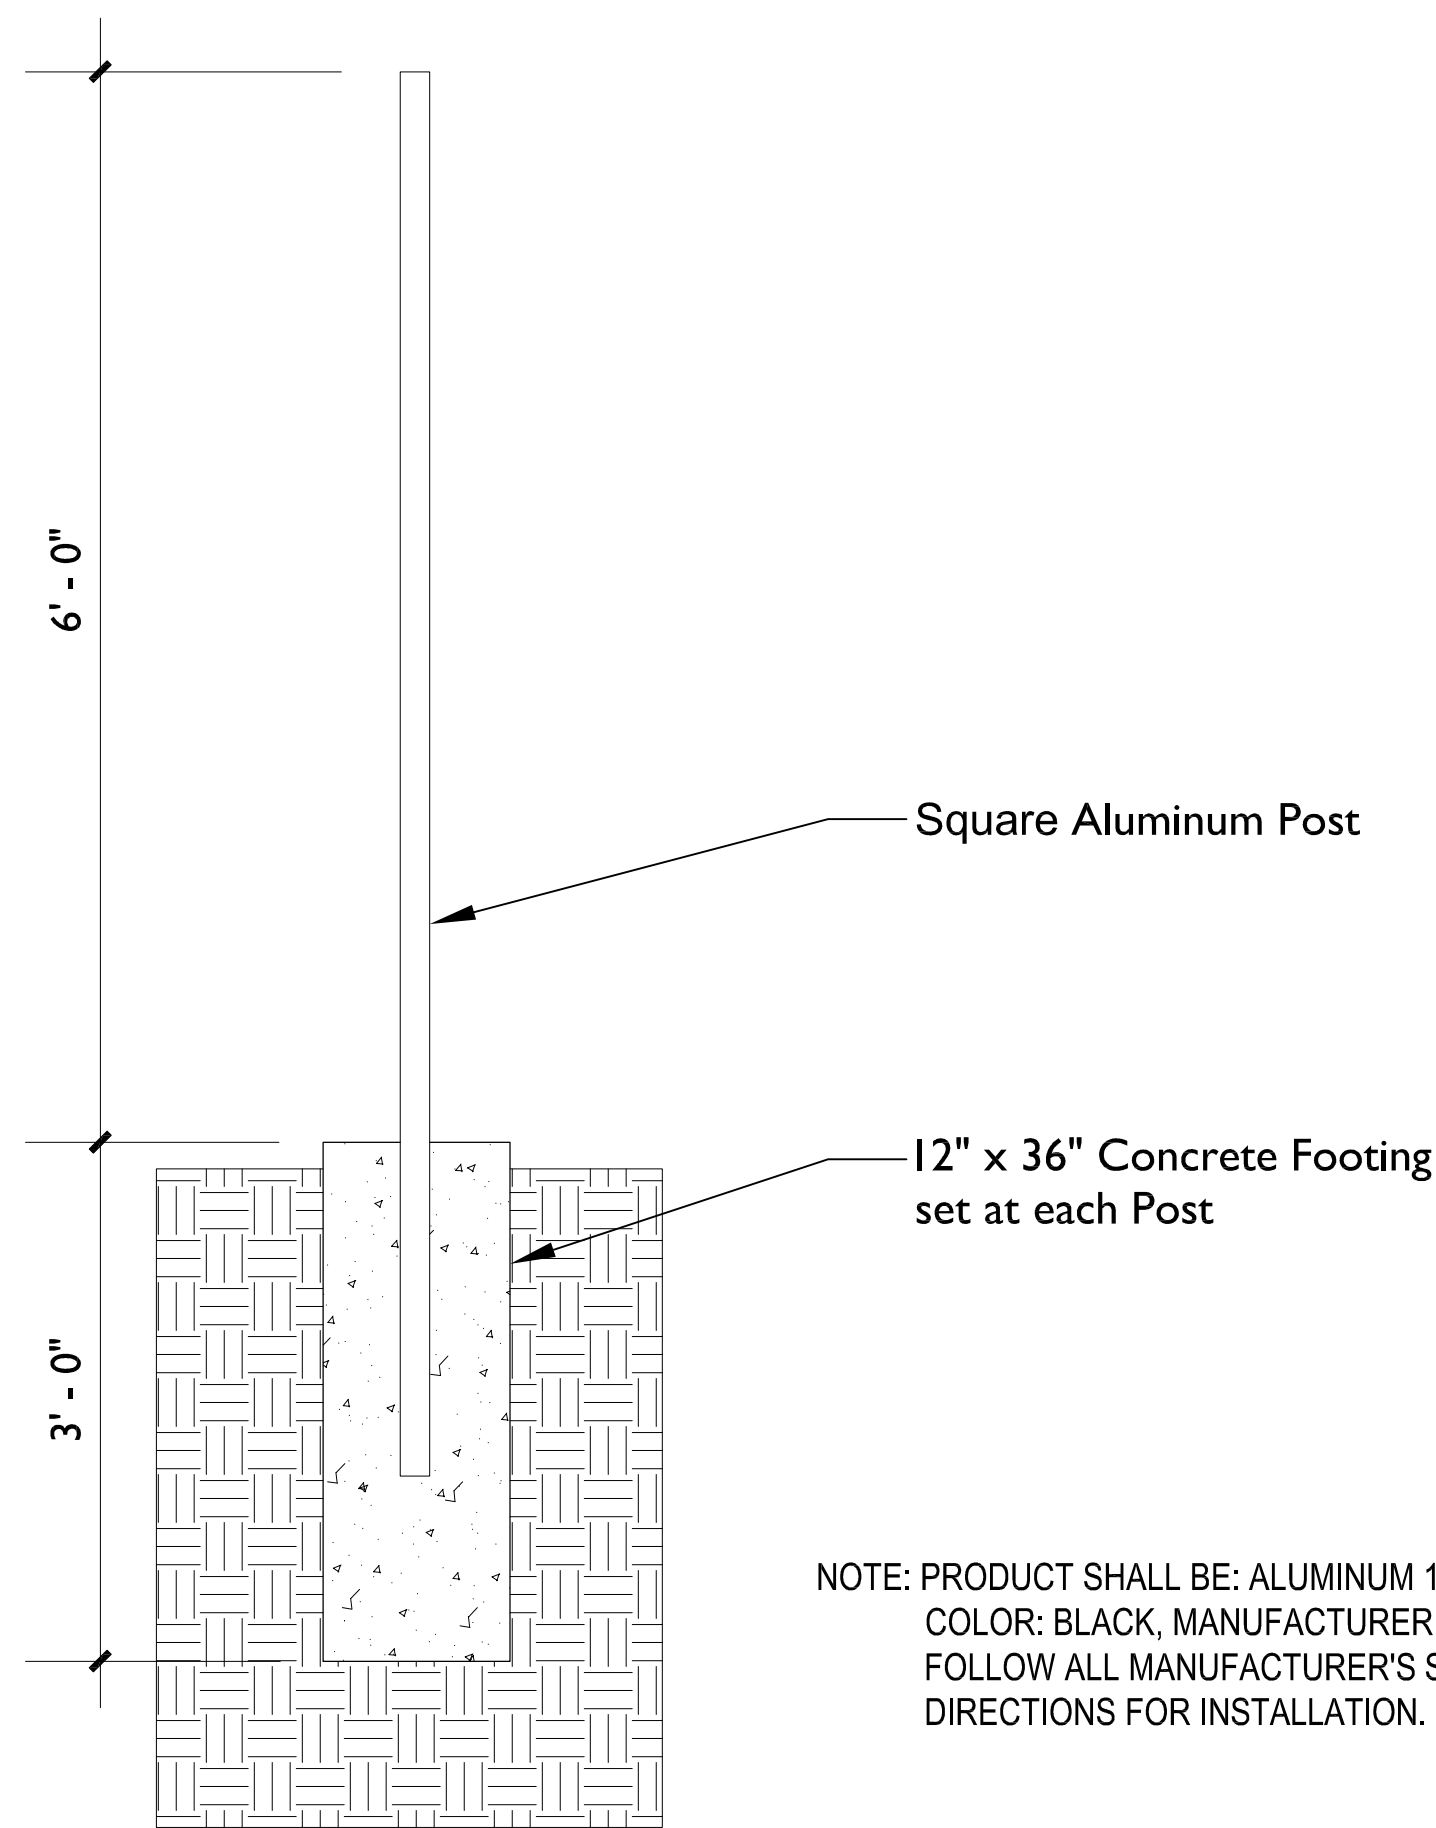 6' - 0"
Square Aluminum Post
12" x 36" Concrete Footing
set at each Post
3' - 0"
NOTE: PRODUCT SHALL BE: ALUMINUM 1
COLOR: BLACK, MANUFACTURER
FOLLOW ALL MANUFACTURER'S S
DIRECTIONS FOR INSTALLATION.